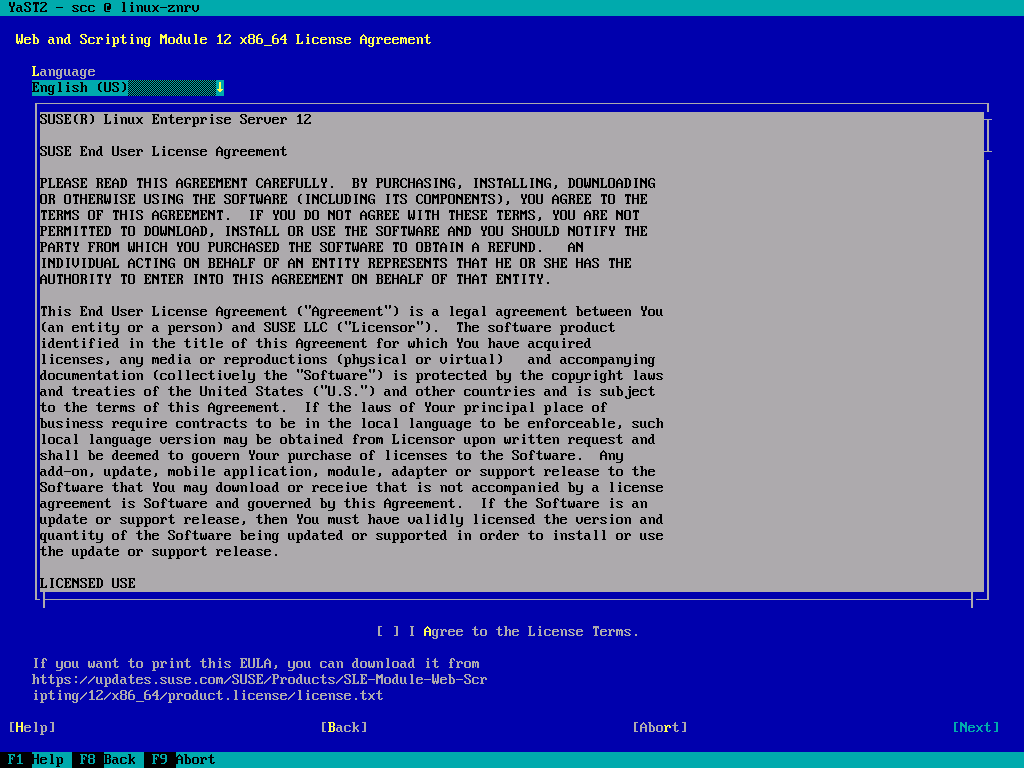 YaST2 - scc @ linux-znrv
Web and Scripting Module 12 x86_64 License Agreement
Language
English (US)
SUSE(R) Linux Enterprise Server 12
SUSE End User License Agreement
PLEASE READ THIS AGREEMENT CAREFULLY.  BY PURCHASING, INSTALLING, DOWNLOADING
OR OTHERWISE USING THE SOFTWARE (INCLUDING ITS COMPONENTS), YOU AGREE TO THE
TERMS OF THIS AGREEMENT.  IF YOU DO NOT AGREE WITH THESE TERMS, YOU ARE NOT
PERMITTED TO DOWNLOAD, INSTALL OR USE THE SOFTWARE AND YOU SHOULD NOTIFY THE
PARTY FROM WHICH YOU PURCHASED THE SOFTWARE TO OBTAIN A REFUND.   AN
INDIVIDUAL ACTING ON BEHALF OF AN ENTITY REPRESENTS THAT HE OR SHE HAS THE
AUTHORITY TO ENTER INTO THIS AGREEMENT ON BEHALF OF THAT ENTITY.
This End User License Agreement ("Agreement") is a legal agreement between You
(an entity or a person) and SUSE LLC ("Licensor").  The software product
identified in the title of this Agreement for which You have acquired
licenses, any media or reproductions (physical or virtual)   and accompanying
documentation (collectively the "Software") is protected by the copyright laws
and treaties of the United States ("U.S.") and other countries and is subject
to the terms of this Agreement.  If the laws of Your principal place of
business require contracts to be in the local language to be enforceable, such
local language version may be obtained from Licensor upon written request and
shall be deemed to govern Your purchase of licenses to the Software.  Any
add-on, update, mobile application, module, adapter or support release to the
Software that You may download or receive that is not accompanied by a license
agreement is Software and governed by this Agreement.  If the Software is an
update or support release, then You must have validly licensed the version and
quantity of the Software being updated or supported in order to install or use
the update or support release.
LICENSED USE
[ ] I Agree to the License Terms.
If you want to print this EULA, you can download it from
https://updates.suse.com/SUSE/Products/SLE-Module-Web-Scr
ipting/12/x86_64/product.license/license.txt
[Help] [Back] [Abort] [Next]
F1 Help F8 Back F9 Abort